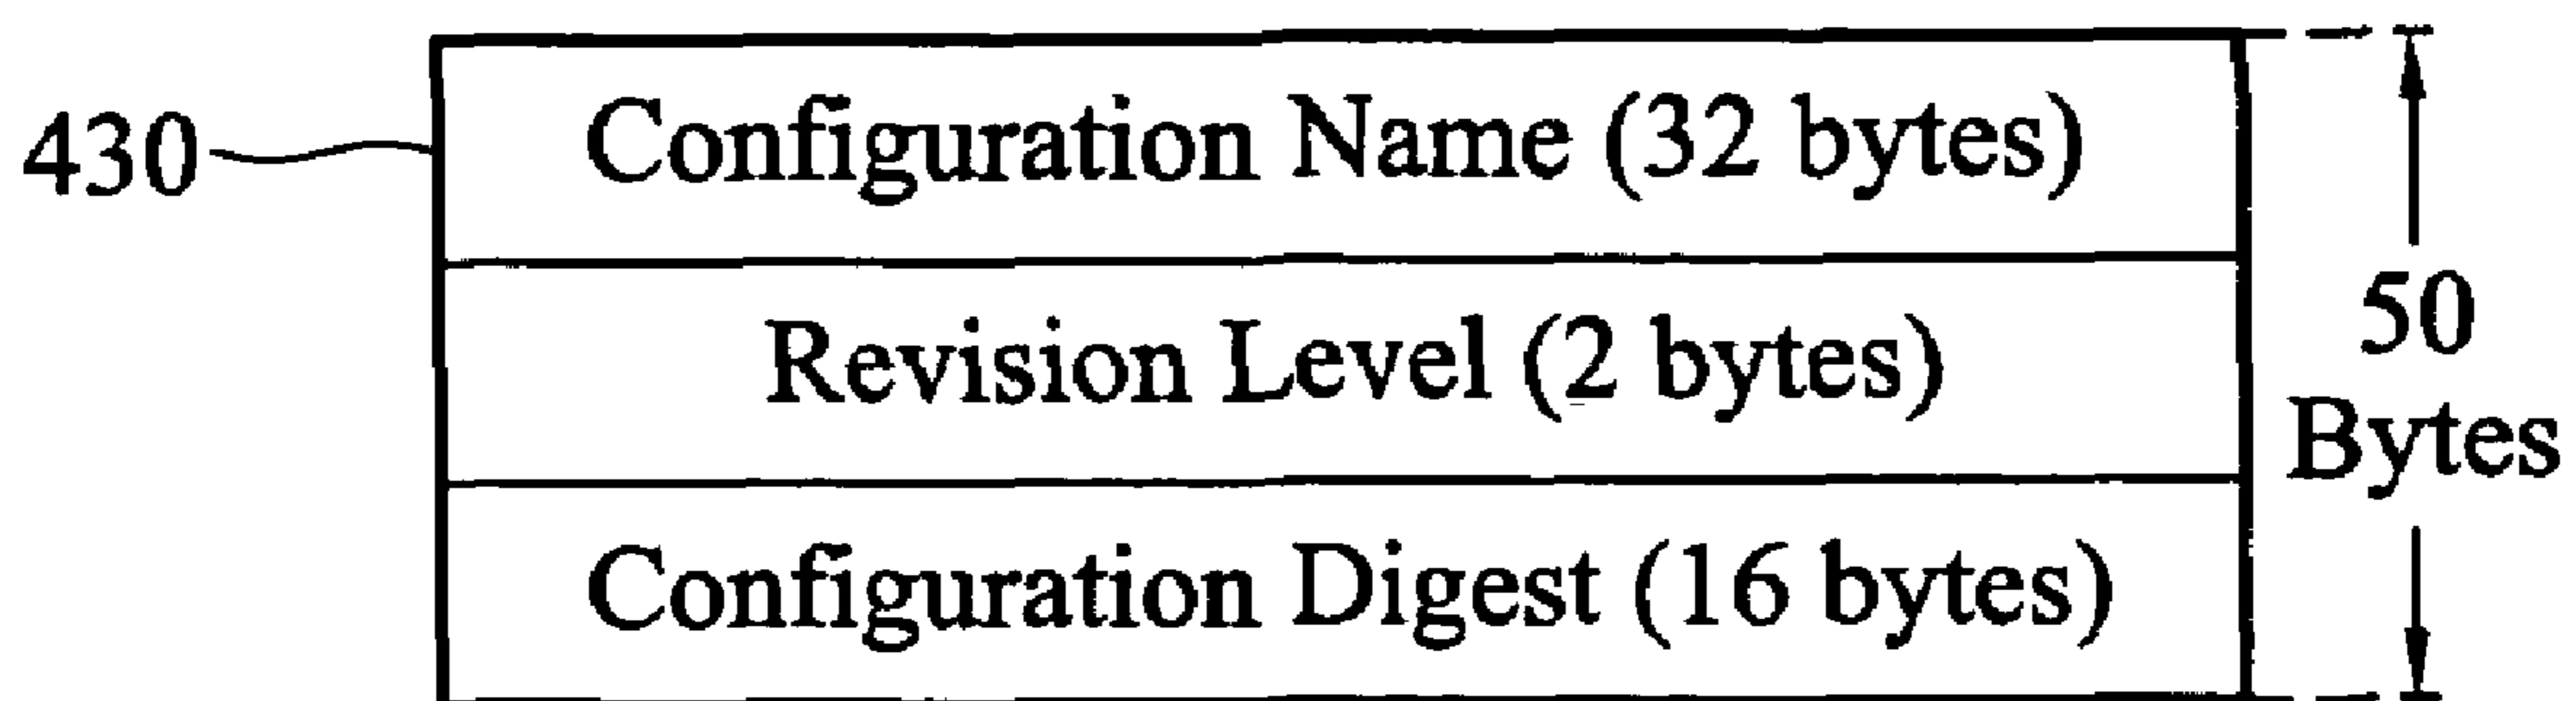 430
Configuration Name (32 bytes)
Revision Level (2 bytes)
Configuration Digest (16 bytes)
50
Bytes